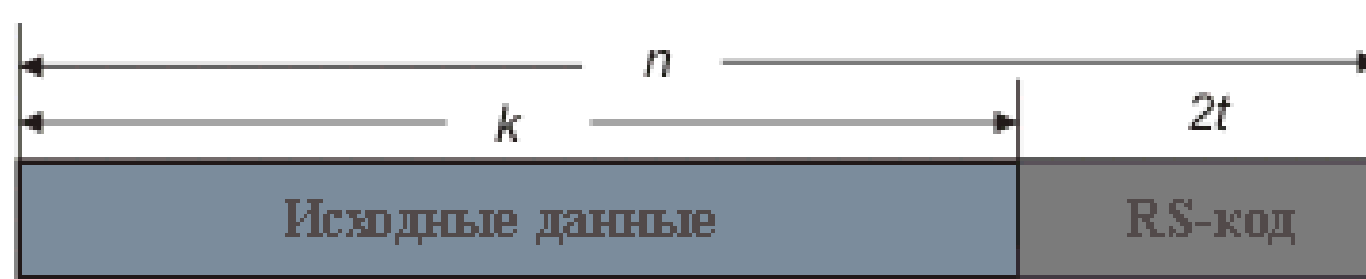 n
k
2t
Исходные данные
RS-код